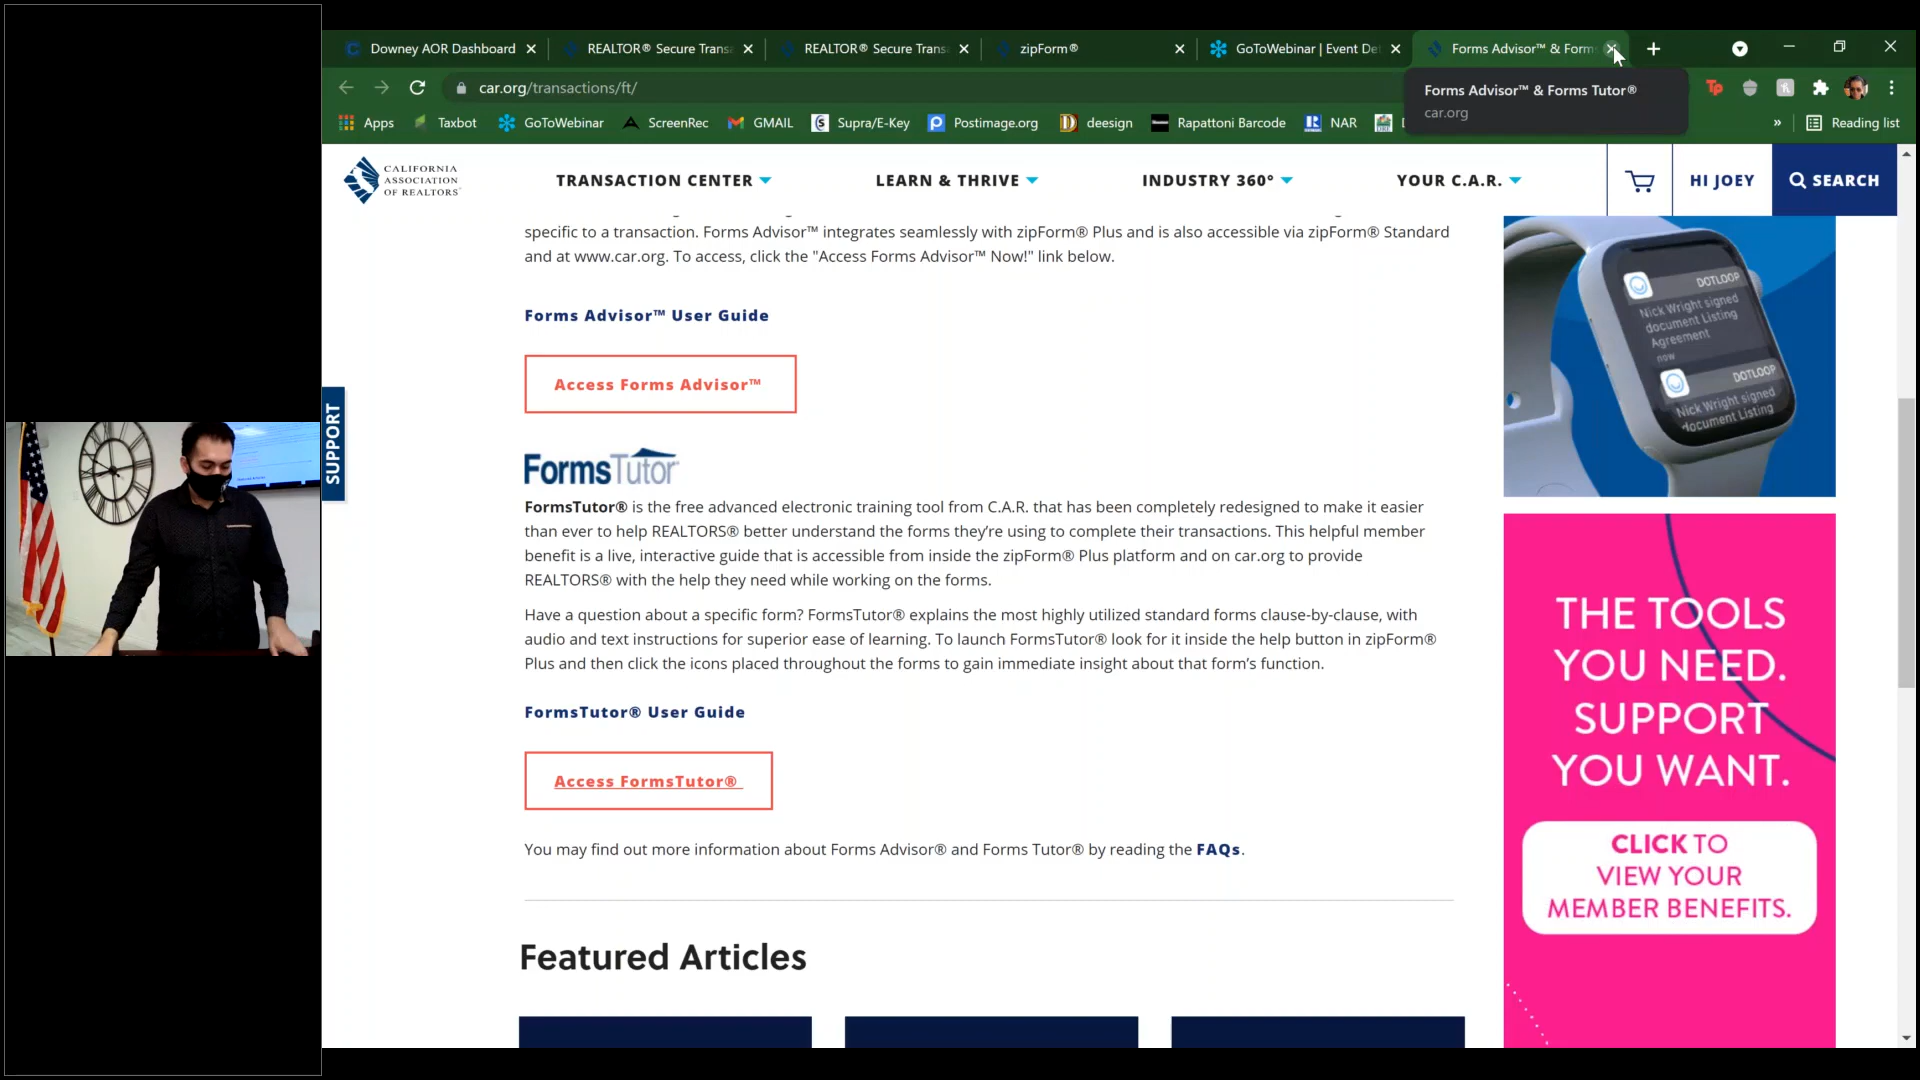 Downey AOR Dashboard
REALTOR® Secure Trans
REALTOR® Secure Trans
zipForm®
GoToWebinar | Event De
Forms Advisor™ & Form
car.org/transactions/ft/
Forms Advisor™ & Forms Tutor®
car.org
Apps
Taxbot
GoToWebinar
ScreenRec
GMAIL
Supra/E-Key
Postimage.org
deesign
Rapattoni Barcode
NAR
Reading list
CALIFORNIA
ASSOCIATION
OF REALTORS®
TRANSACTION CENTER
LEARN & THRIVE
INDUSTRY 360°
YOUR C.A.R.
HI JOEY
SEARCH
specific to a transaction. Forms Advisor™ integrates seamlessly with zipForm® Plus and is also accessible via zipForm® Standard
and at www.car.org. To access, click the "Access Forms Advisor™ Now!" link below.
Forms Advisor™ User Guide
Access Forms Advisor™
SUPPORT
FormsTutor
FormsTutor® is the free advanced electronic training tool from C.A.R. that has been completely redesigned to make it easier
than ever to help REALTORS® better understand the forms they’re using to complete their transactions. This helpful member
benefit is a live, interactive guide that is accessible from inside the zipForm® Plus platform and on car.org to provide
REALTORS® with the help they need while working on the forms.
Have a question about a specific form? FormsTutor® explains the most highly utilized standard forms clause-by-clause, with
audio and text instructions for superior ease of learning. To launch FormsTutor® look for it inside the help button in zipForm®
Plus and then click the icons placed throughout the forms to gain immediate insight about that form’s function.
FormsTutor® User Guide
Access FormsTutor®
You may find out more information about Forms Advisor® and Forms Tutor® by reading the FAQs.
Featured Articles
DOTLOOP
Nick Wright signed
document Listing
Agreement
now
DOTLOOP
Nick Wright signed
document Listing
THE TOOLS
YOU NEED.
SUPPORT
YOU WANT.
CLICK TO
VIEW YOUR
MEMBER BENEFITS.